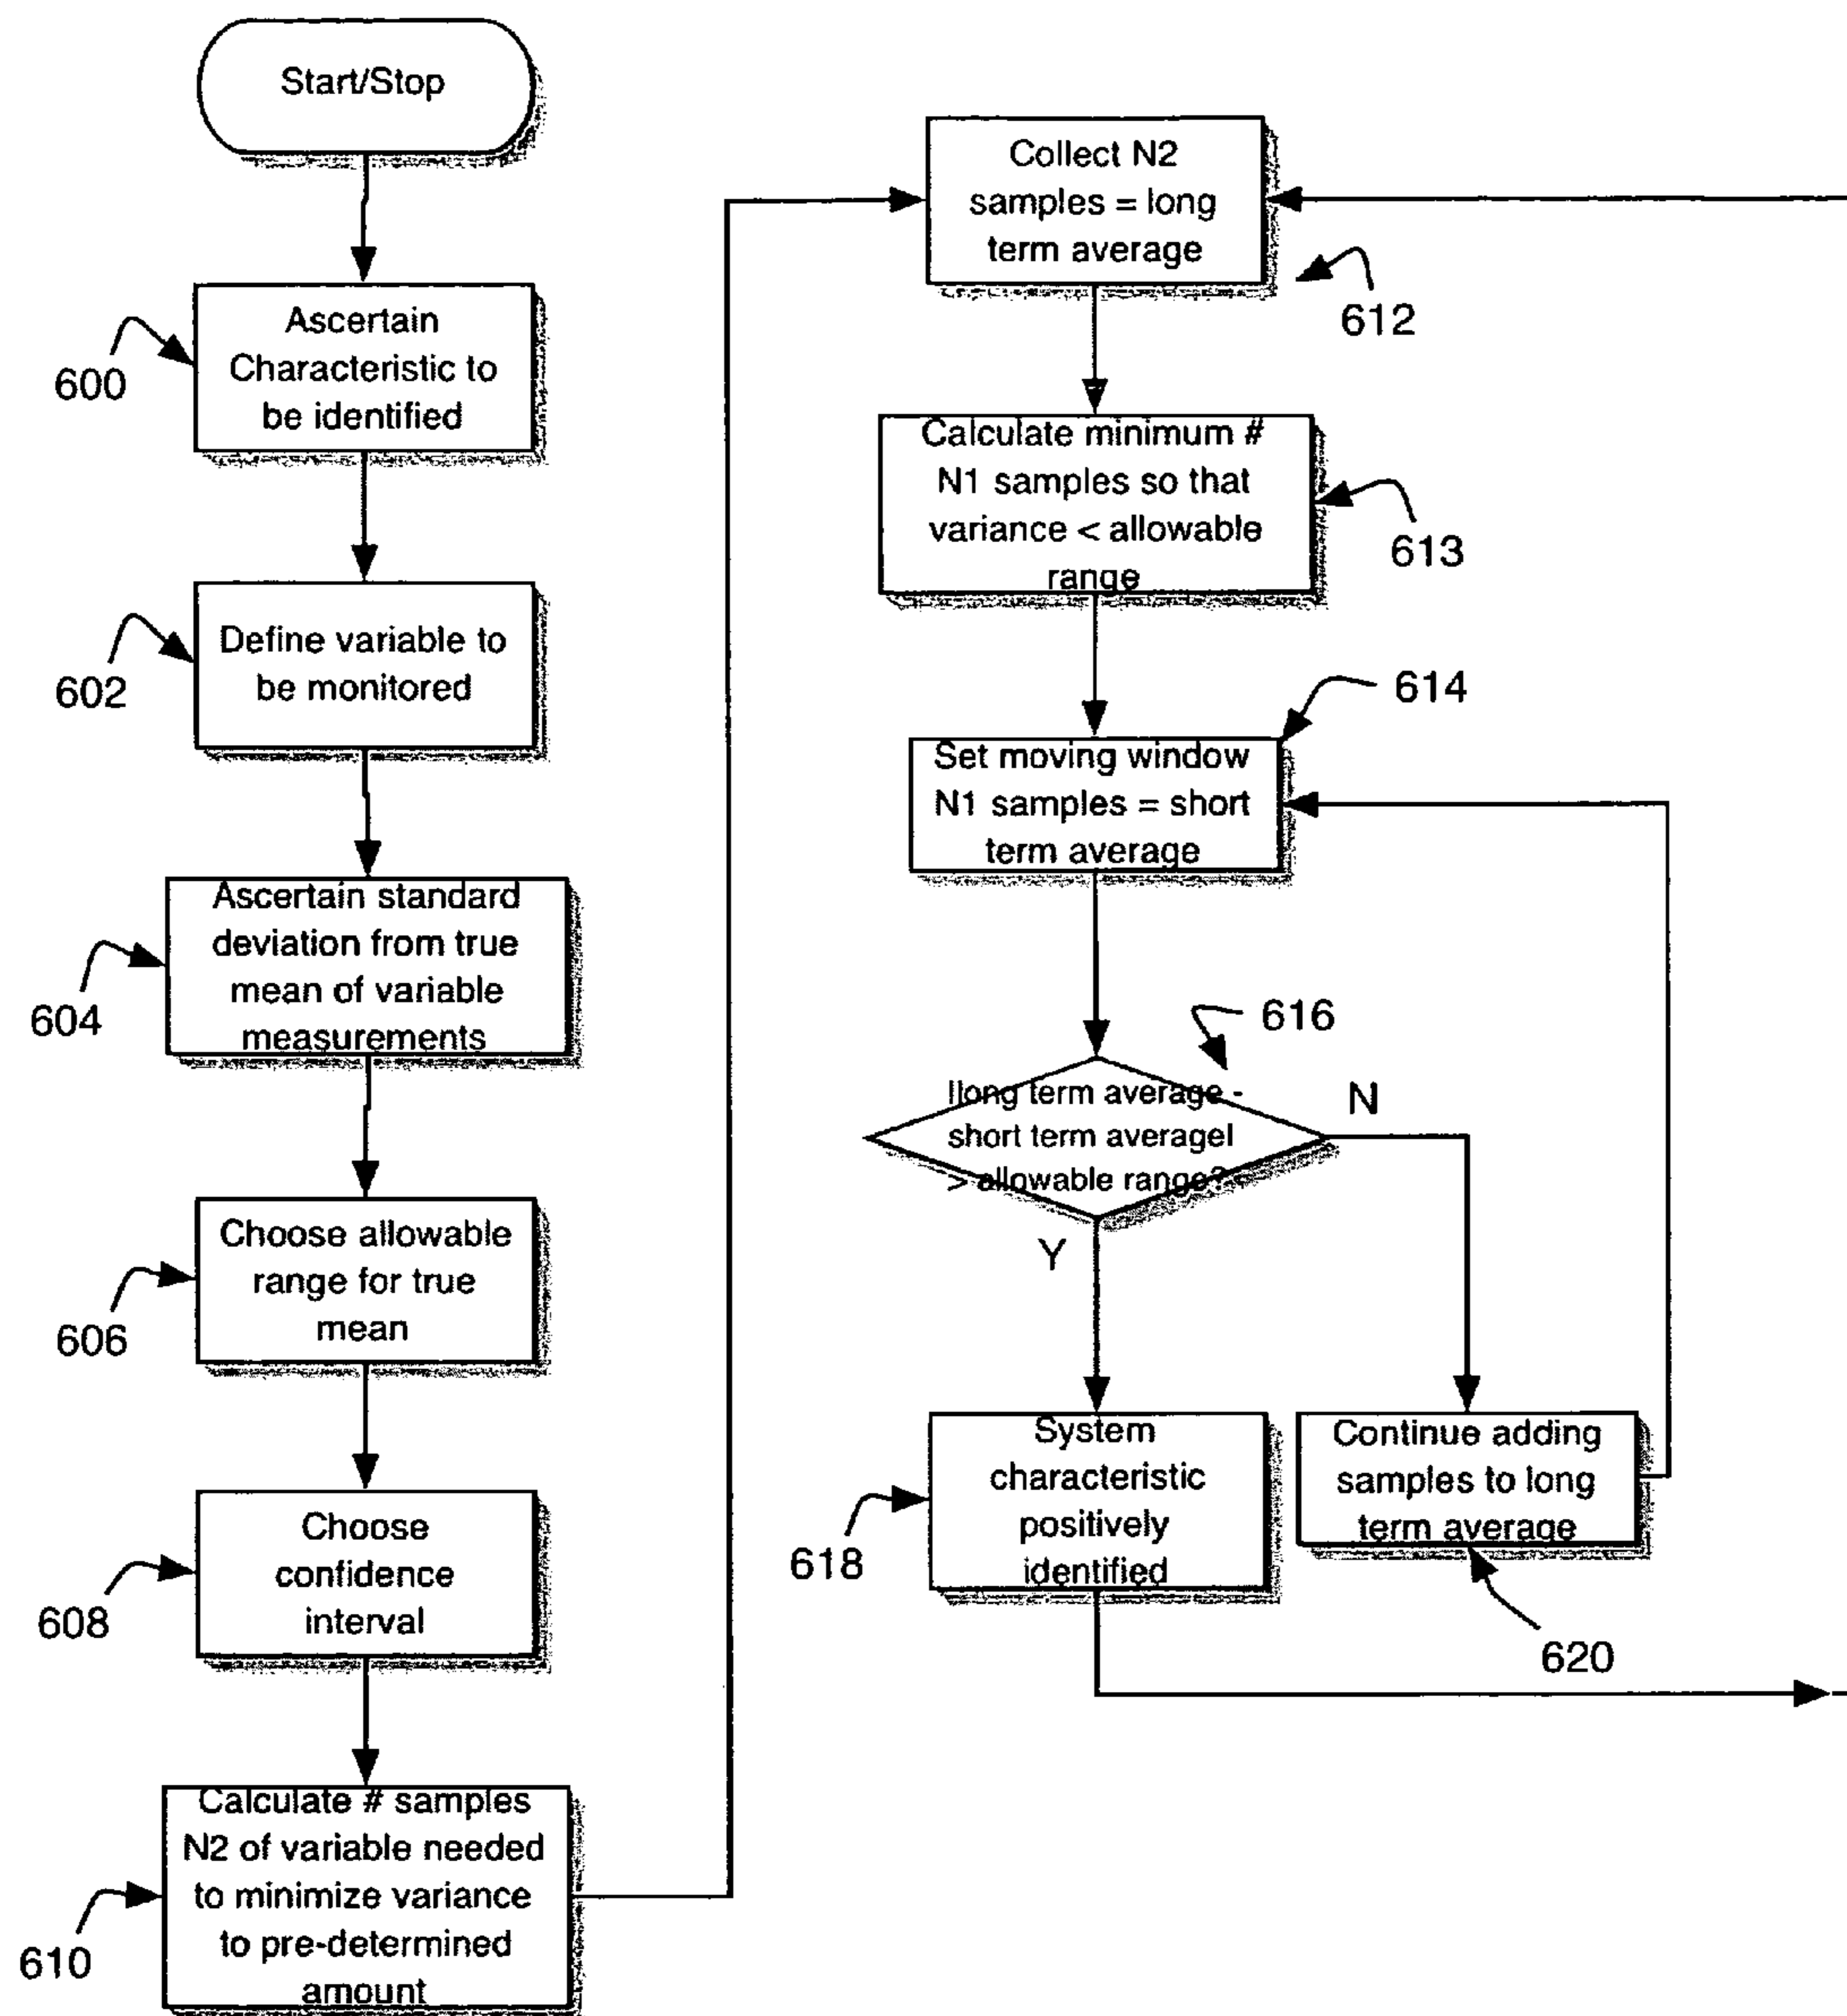 Start/Stop
Ascertain
Characteristic to
be identified
600
Define variable to
be monitored
602
Ascertain standard
deviation from true
mean of variable
measurements
604
Choose allowable
range for true
mean
606
Choose
confidence
interval
608
Calculate # samples
N2 of variable needed
to minimize variance
to pre-determined
amount
610
Collect N2
samples = long
term average
612
Calculate minimum #
N1 samples so that
variance < allowable
range
613
614
Set moving window
N1 samples = short
term average
616
|long term average -
short term average|
> allowable range?
N
Y
System
characteristic
positively
identified
618
Continue adding
samples to long
term average
620